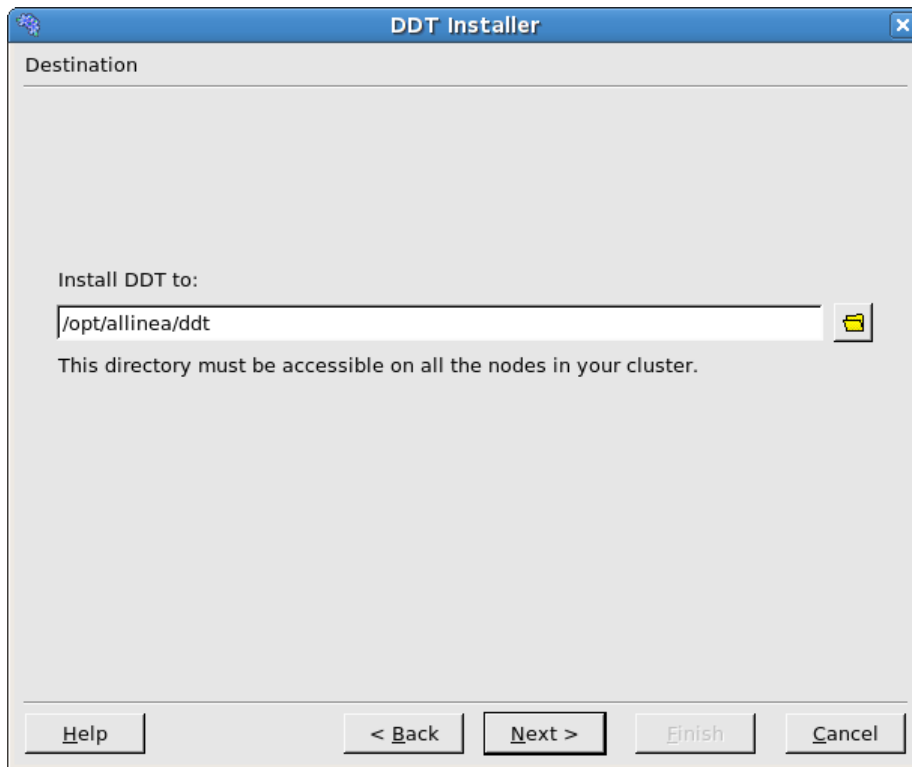 DDT Installer
Destination
Install DDT to:
/opt/allinea/ddt
This directory must be accessible on all the nodes in your cluster.
Help < Back Next > Finish Cancel